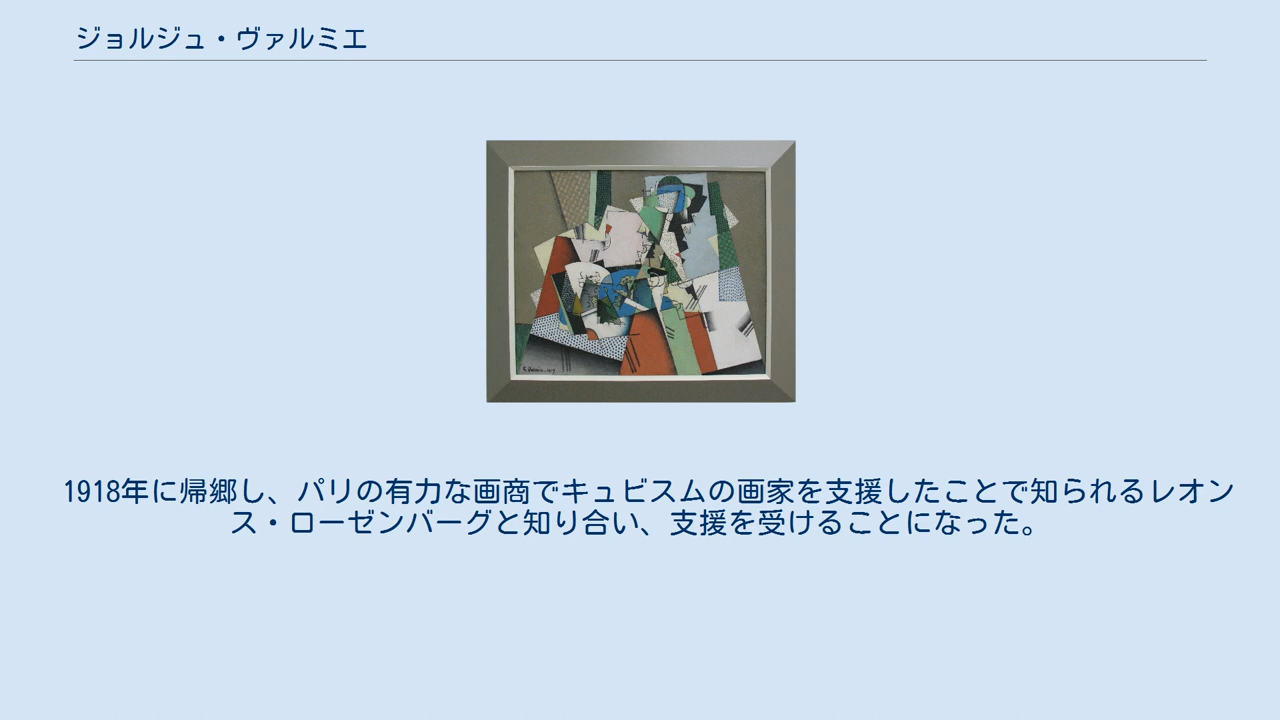 ジョルジュ・ヴァルミエ
1918年に帰郷し、パリの有力な画商でキュビスムの画家を支援したことで知られるレオン
ス・ローゼンバーグと知り合い、支援を受けることになった。